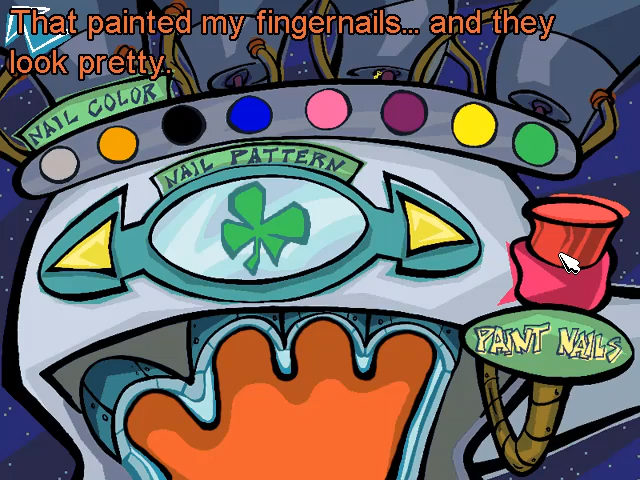 That painted my fingernails... and they
look pretty.
NAIL COLOR
NAIL PATTERN
PAINT NAILS